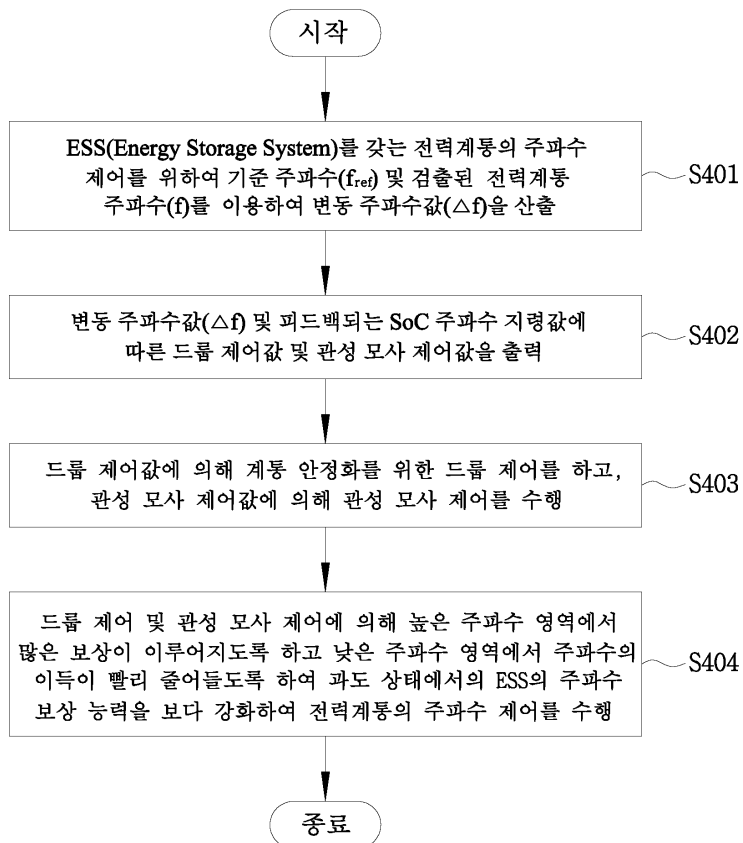 시작
ESS(Energy Storage System)를 갖는 전력계통의 주파수
제어를 위하여 기준 주파수(fref) 및 검출된 전력계통
주파수(f)를 이용하여 변동 주파수값(△f)을 산출
S401
변동 주파수값(△f) 및 피드백되는 SoC 주파수 지령값에
따른 드룹 제어값 및 관성 모사 제어값을 출력
S402
드룹 제어값에 의해 계통 안정화를 위한 드룹 제어를 하고,
관성 모사 제어값에 의해 관성 모사 제어를 수행
S403
드룹 제어 및 관성 모사 제어에 의해 높은 주파수 영역에서
많은 보상이 이루어지도록 하고 낮은 주파수 영역에서 주파수의
이득이 빨리 줄어들도록 하여 과도 상태에서의 ESS의 주파수
보상 능력을 보다 강화하여 전력계통의 주파수 제어를 수행
S404
종료